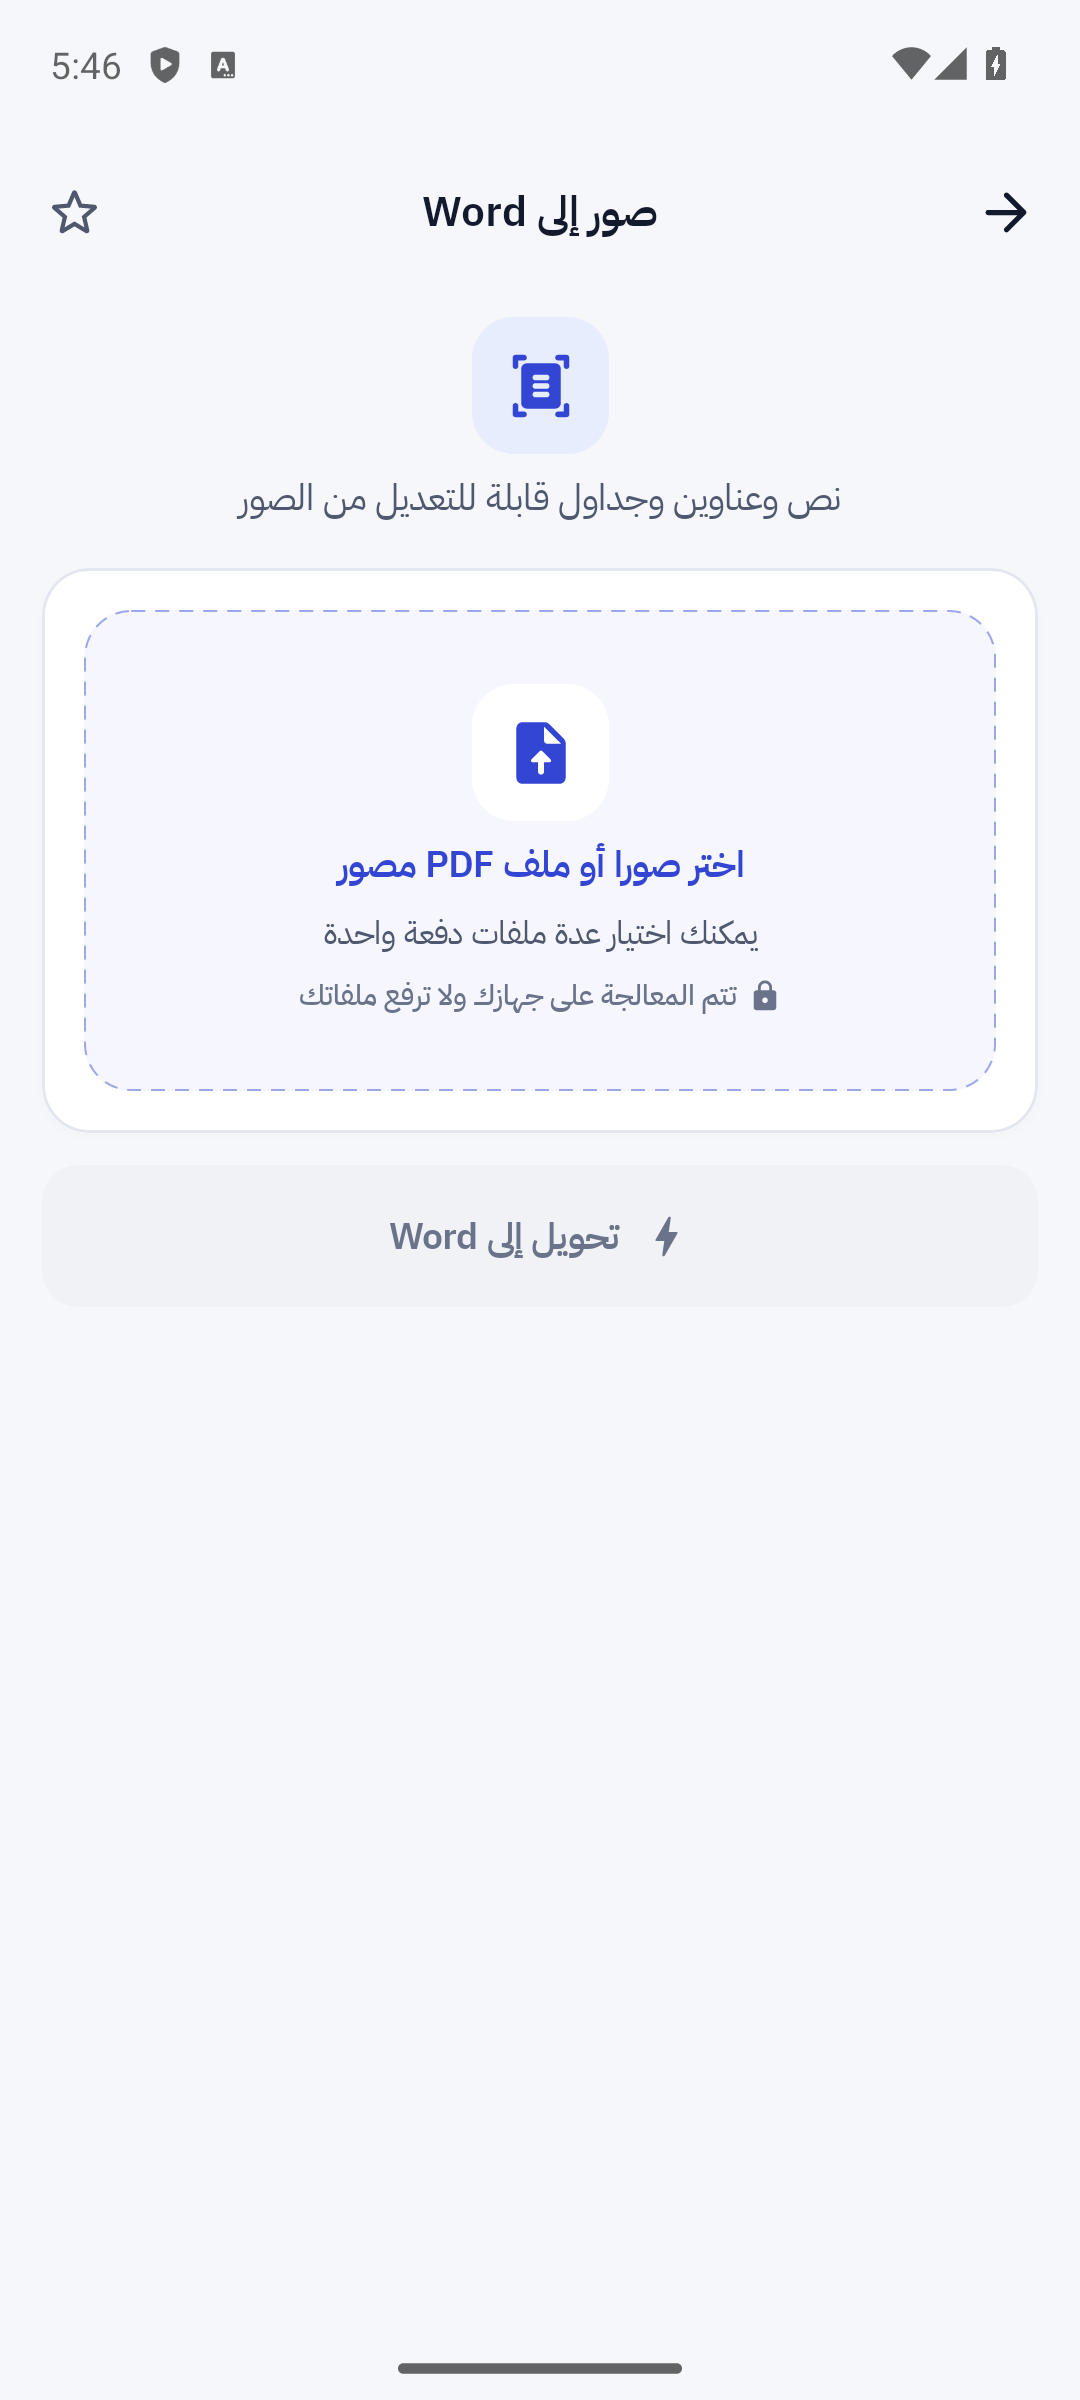 5:46
صور إلى Word
نص وعناوين وجداول قابلة للتعديل من الصور
اختر صورا أو ملف PDF مصور
يمكنك اختيار عدة ملفات دفعة واحدة
تتم المعالجة على جهازك ولا ترفع ملفاتك
تحويل إلى Word